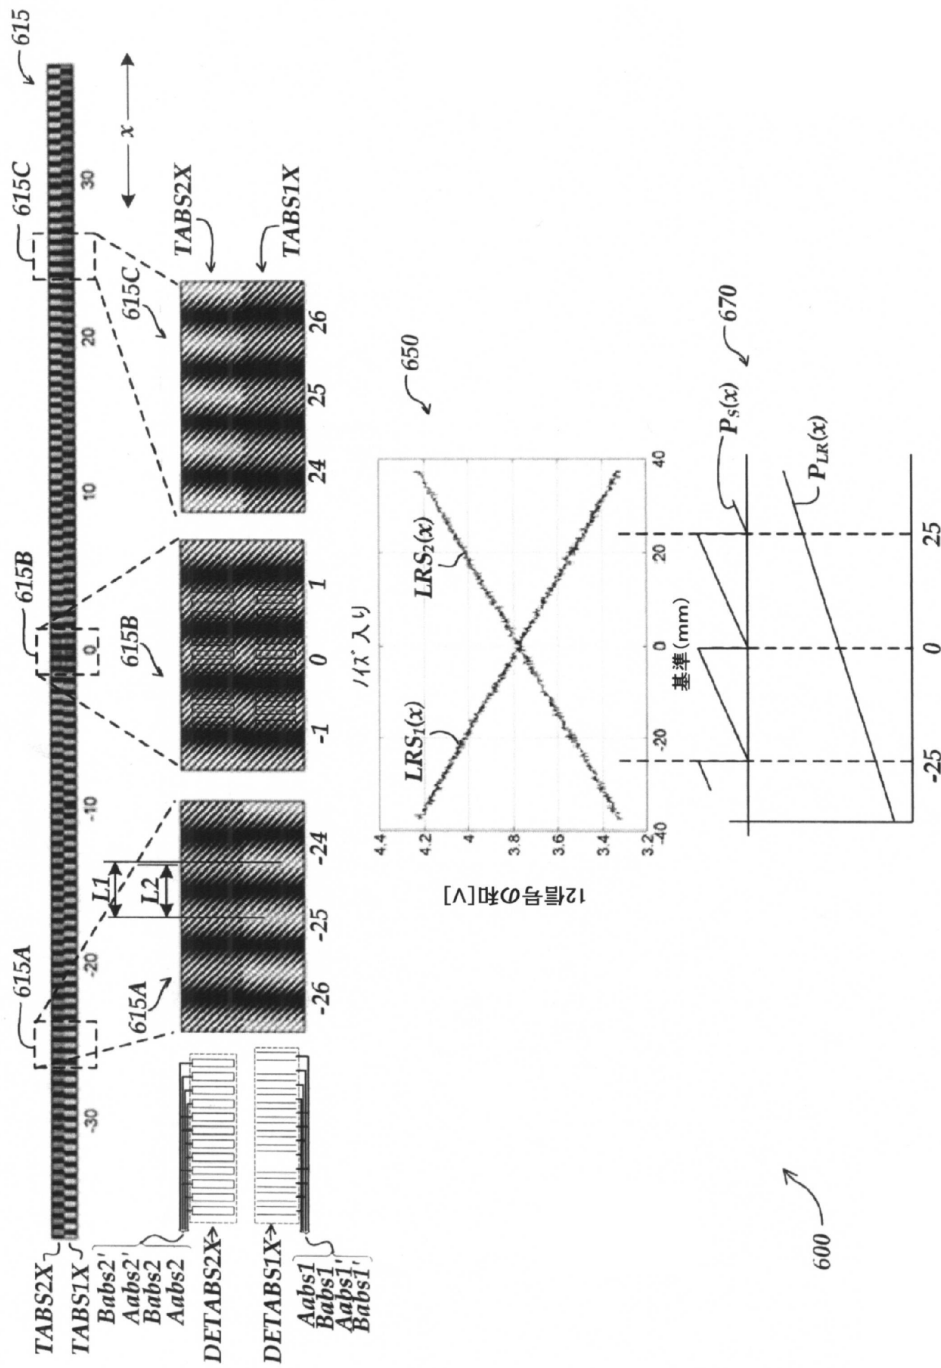 615
615A
615B
615C
x
TABS2X
TABS1X
-30
-20
-10
0
10
20
30
L1
L2
TABS2X
TABS1X
615A
615B
615C
-26
-25
-24
-1
0
1
24
25
26
Babs2'
Aabs2'
Babs2
Aabs2
DETABS2X
DETABS1X
Aabs1
Babs1
Aabs1'
Babs1'
ノイズ入り
650
12信号の和[V]
4.4
4.2
4
3.8
3.6
3.4
3.2
LRS1(x)
LRS2(x)
-40
-20
0
20
40
基準(mm)
PS(x)
670
PLR(x)
-25
0
25
600